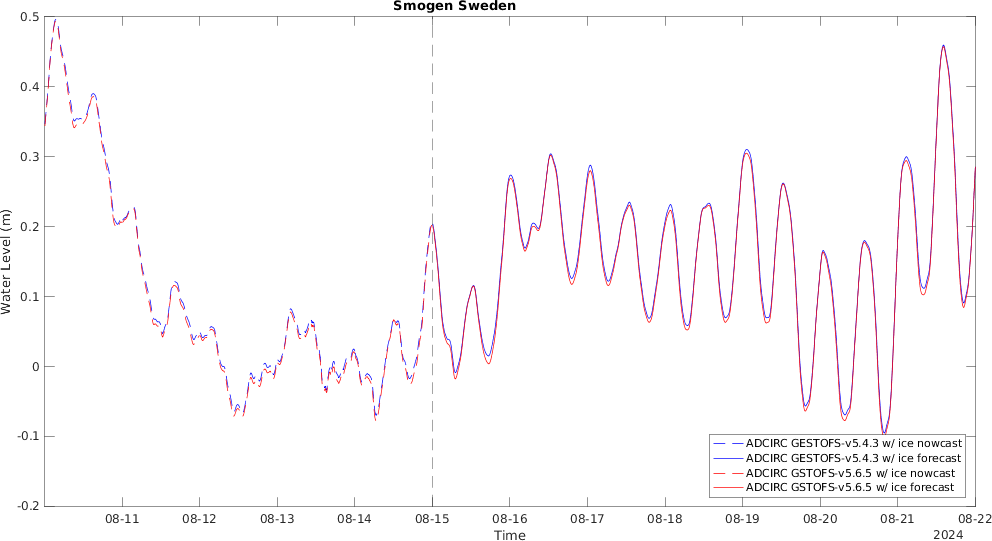 Smogen Sweden
0.5
0.4
0.3
0.2
0.1
0
-0.1
-0.2
Water Level (m)
ADCIRC GESTOFS-v5.4.3 w/ ice nowcast
ADCIRC GESTOFS-v5.4.3 w/ ice forecast
ADCIRC GSTOFS-v5.6.5 w/ ice nowcast
ADCIRC GSTOFS-v5.6.5 w/ ice forecast
08-11 08-12 08-13 08-14 08-15 08-16 08-17 08-18 08-19 08-20 08-21 08-22
Time
2024